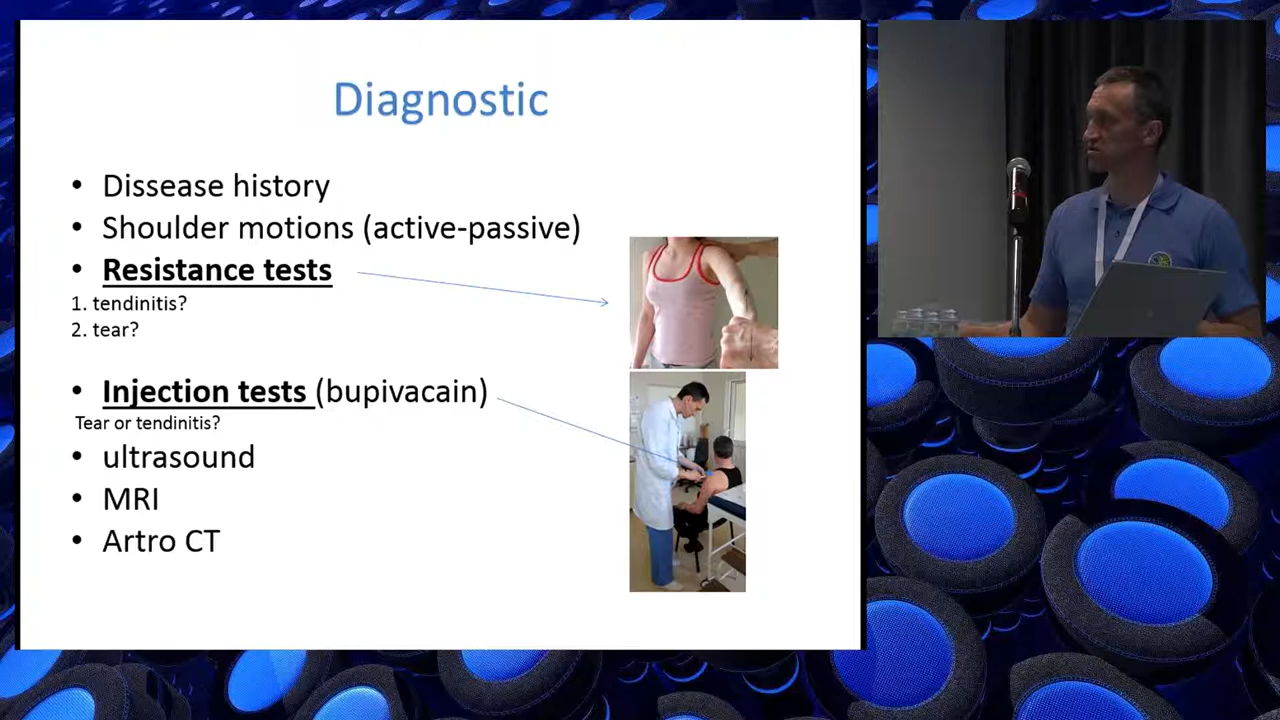 Diagnostic
• Dissease history
• Shoulder motions (active-passive)
• Resistance tests
1. tendinitis?
2. tear?
• Injection tests (bupivacain)
Tear or tendinitis?
• ultrasound
• MRI
• Artro CT